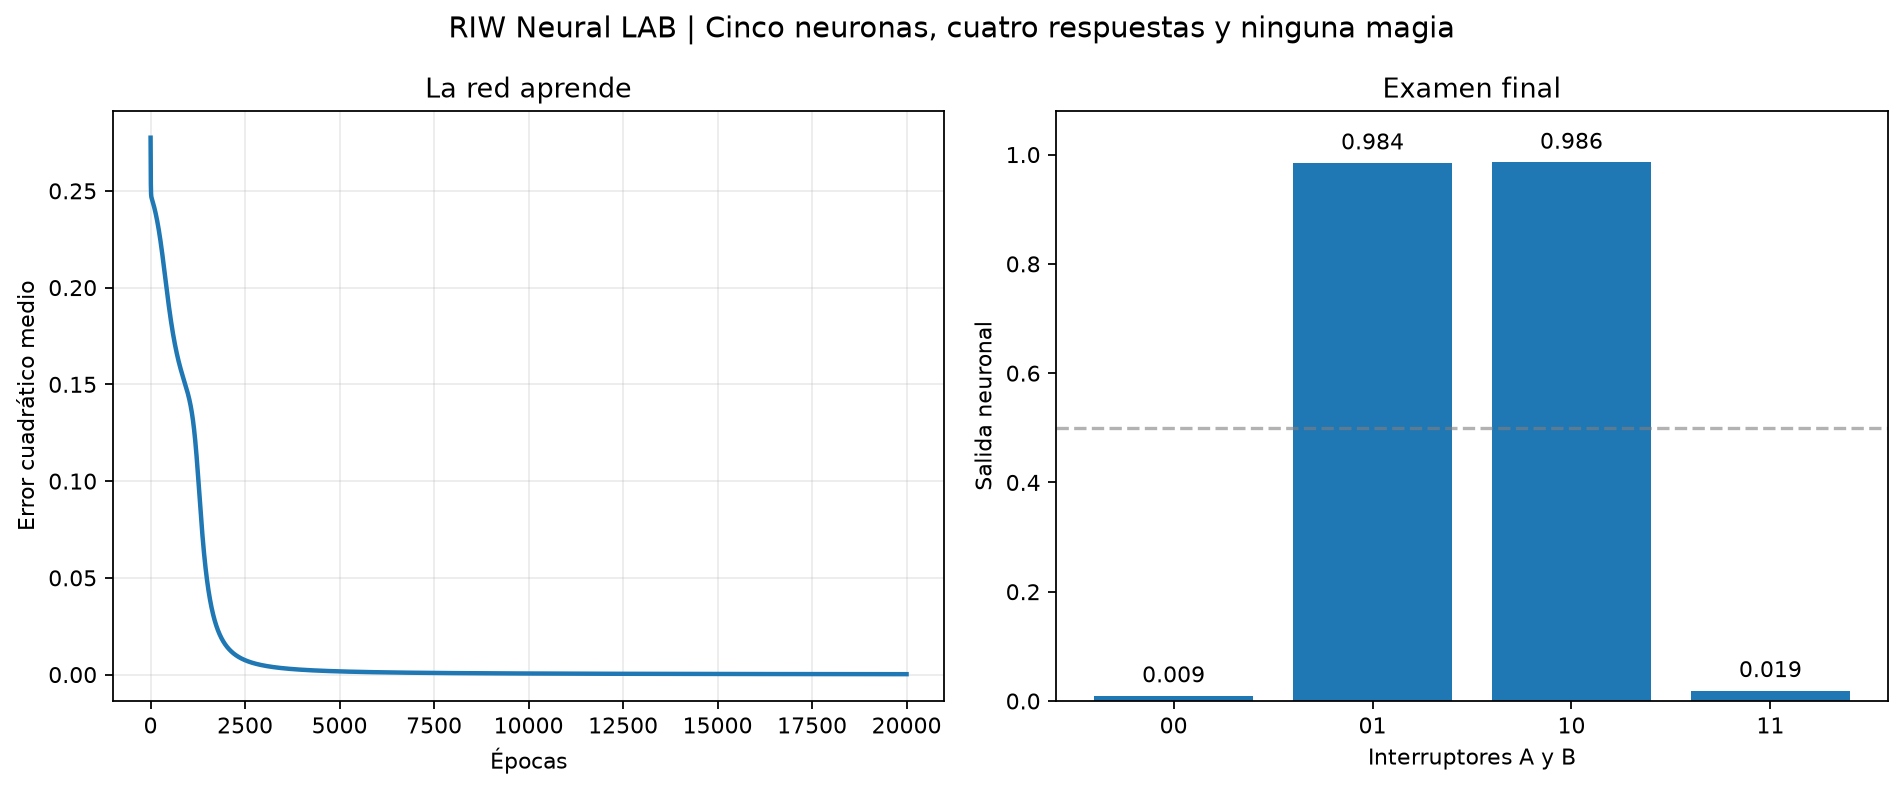 RIW Neural LAB | Cinco neuronas, cuatro respuestas y ninguna magia
La red aprende
Error cuadrático medio
0.25
0.20
0.15
0.10
0.05
0.00
0 2500 5000 7500 10000 12500 15000 17500 20000
Épocas
Examen final
Salida neuronal
1.0
0.8
0.6
0.4
0.2
0.0
0.009 0.984 0.986 0.019
00 01 10 11
Interruptores A y B